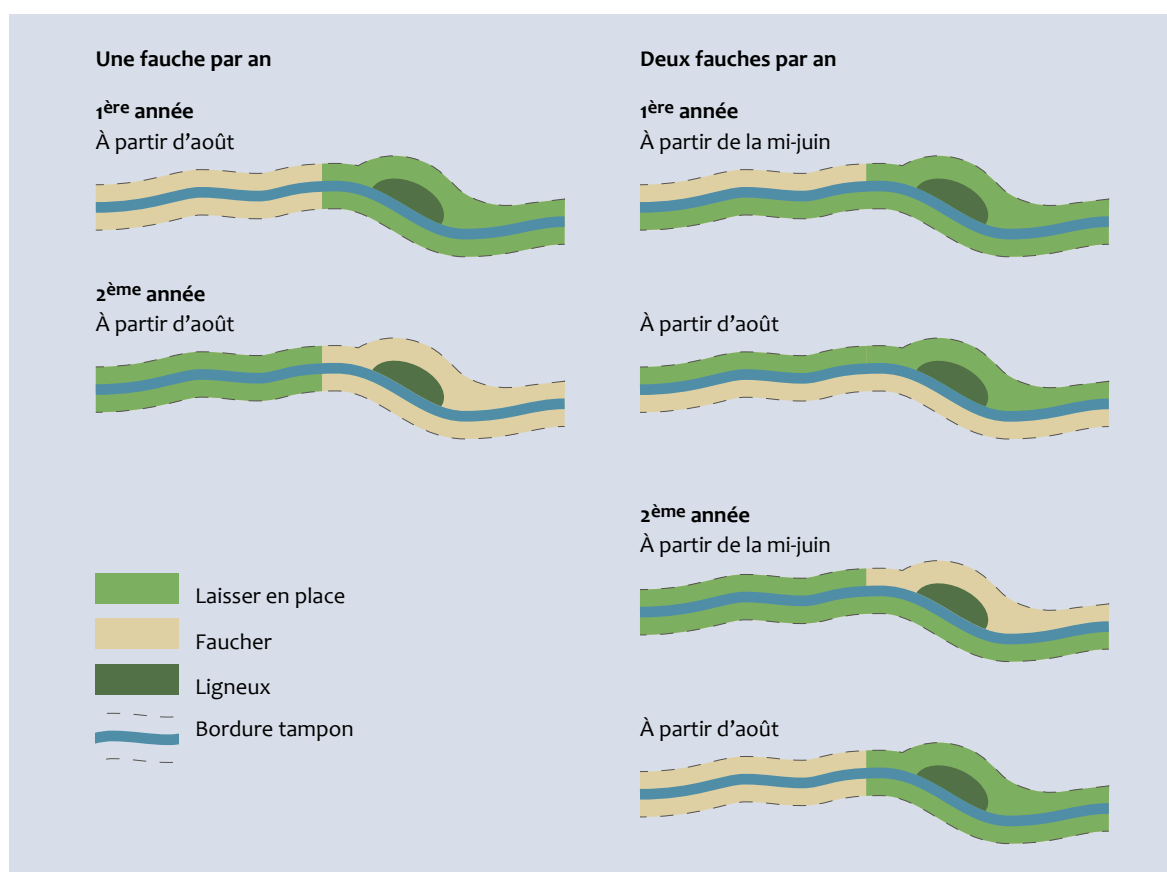 Une fauche par an
1ère année
À partir d'août
2ème année
À partir d'août
Laisser en place
Faucher
Ligneux
Bordure tampon
Deux fauches par an
1ère année
À partir de la mi-juin
À partir d'août
2ème année
À partir de la mi-juin
À partir d'août